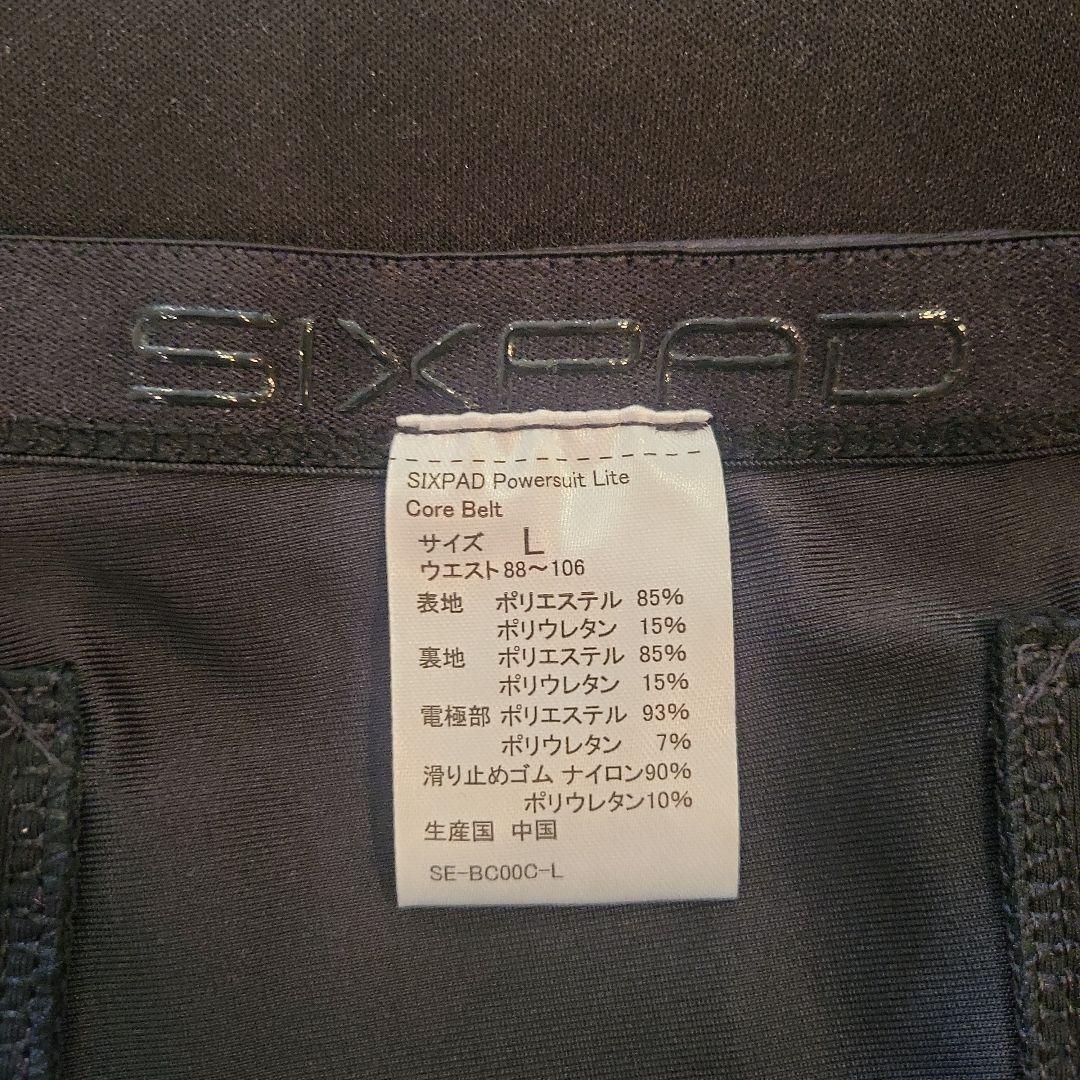 SIXPAD
SIXPAD Powersuit Lite
Core Belt
サイズ L
ウエスト88～106
表地 ポリエステル 85%
ポリウレタン 15%
裏地 ポリエステル 85%
ポリウレタン 15%
電極部 ポリエステル 93%
ポリウレタン 7%
滑り止めゴム ナイロン90%
ポリウレタン10%
生産国 中国
SE-BC00C-L